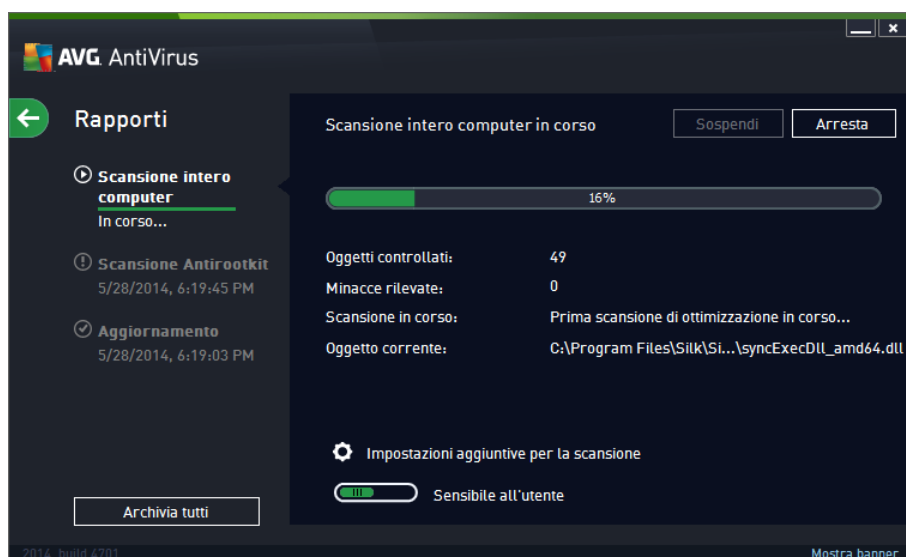 AVG. AntiVirus
Rapporti
Scansione intero
computer
In corso...
Scansione Antirootkit
5/28/2014, 6:19:45 PM
Aggiornamento
5/28/2014, 6:19:03 PM
Archivia tutti
Scansione intero computer in corso
Sospendi
Arresta
16%
Oggetti controllati: 49
Minacce rilevate: 0
Scansione in corso: Prima scansione di ottimizzazione in corso...
Oggetto corrente: C:\Program Files\Silk\Si...\syncExecDll_amd64.dll
Impostazioni aggiuntive per la scansione
Sensibile all'utente
2014 build 4701
Mostra banner